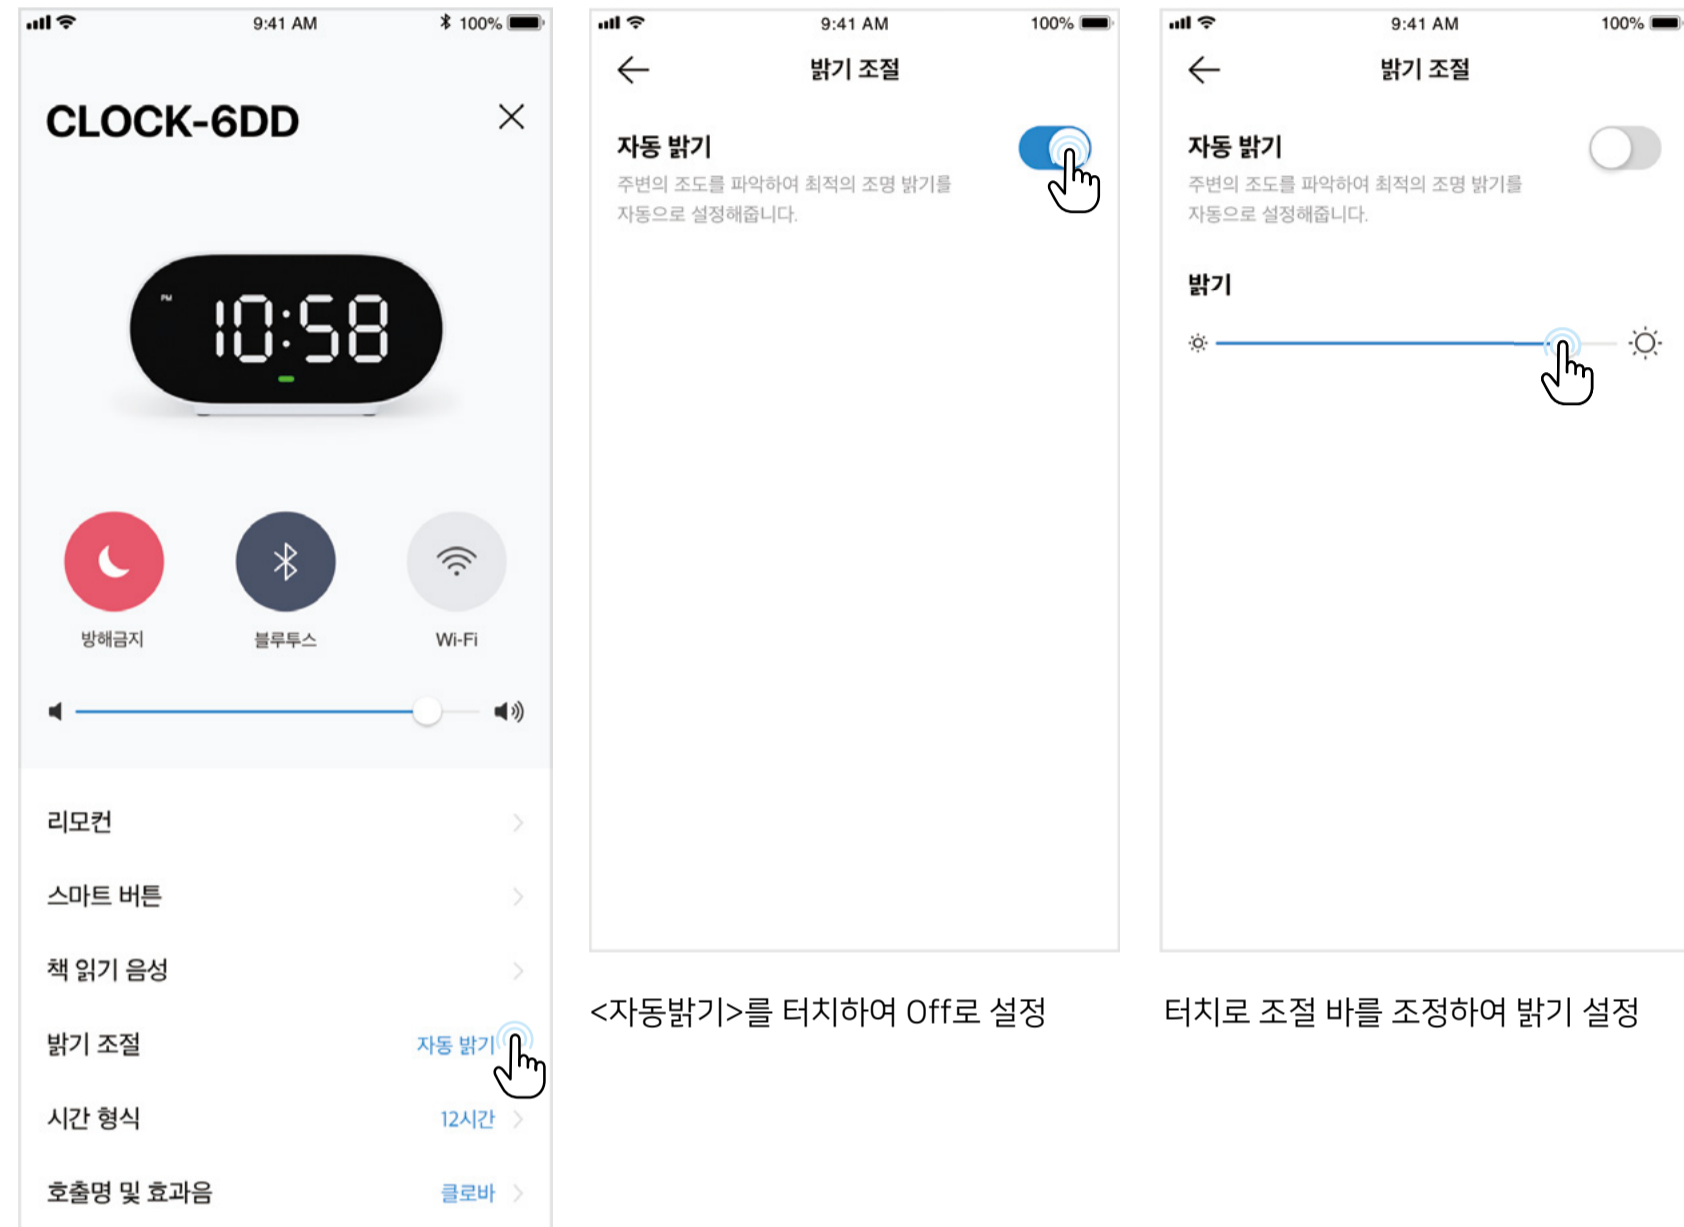 9:41 AM
100%
CLOCK-6DD
PM
10:58
방해금지
블루투스
Wi-Fi
리모컨
스마트 버튼
책 읽기 음성
밝기 조절
자동 밝기
시간 형식
12시간
호출명 및 효과음
클로바
9:41 AM
100%
밝기 조절
자동 밝기
주변의 조도를 파악하여 최적의 조명 밝기를
자동으로 설정해줍니다.
<자동밝기>를 터치하여 Off로 설정
9:41 AM
100%
밝기 조절
자동 밝기
주변의 조도를 파악하여 최적의 조명 밝기를
자동으로 설정해줍니다.
밝기
터치로 조절 바를 조정하여 밝기 설정